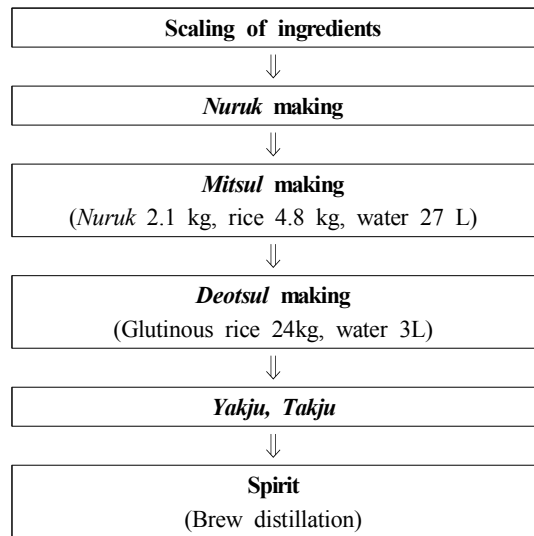 Scaling of ingredients
⇓
Nuruk making
⇓
Mitsul making
(Nuruk 2.1 kg, rice 4.8 kg, water 27 L)
⇓
Deotsul making
(Glutinous rice 24kg, water 3L)
⇓
Yakju, Takju
⇓
Spirit
(Brew distillation)